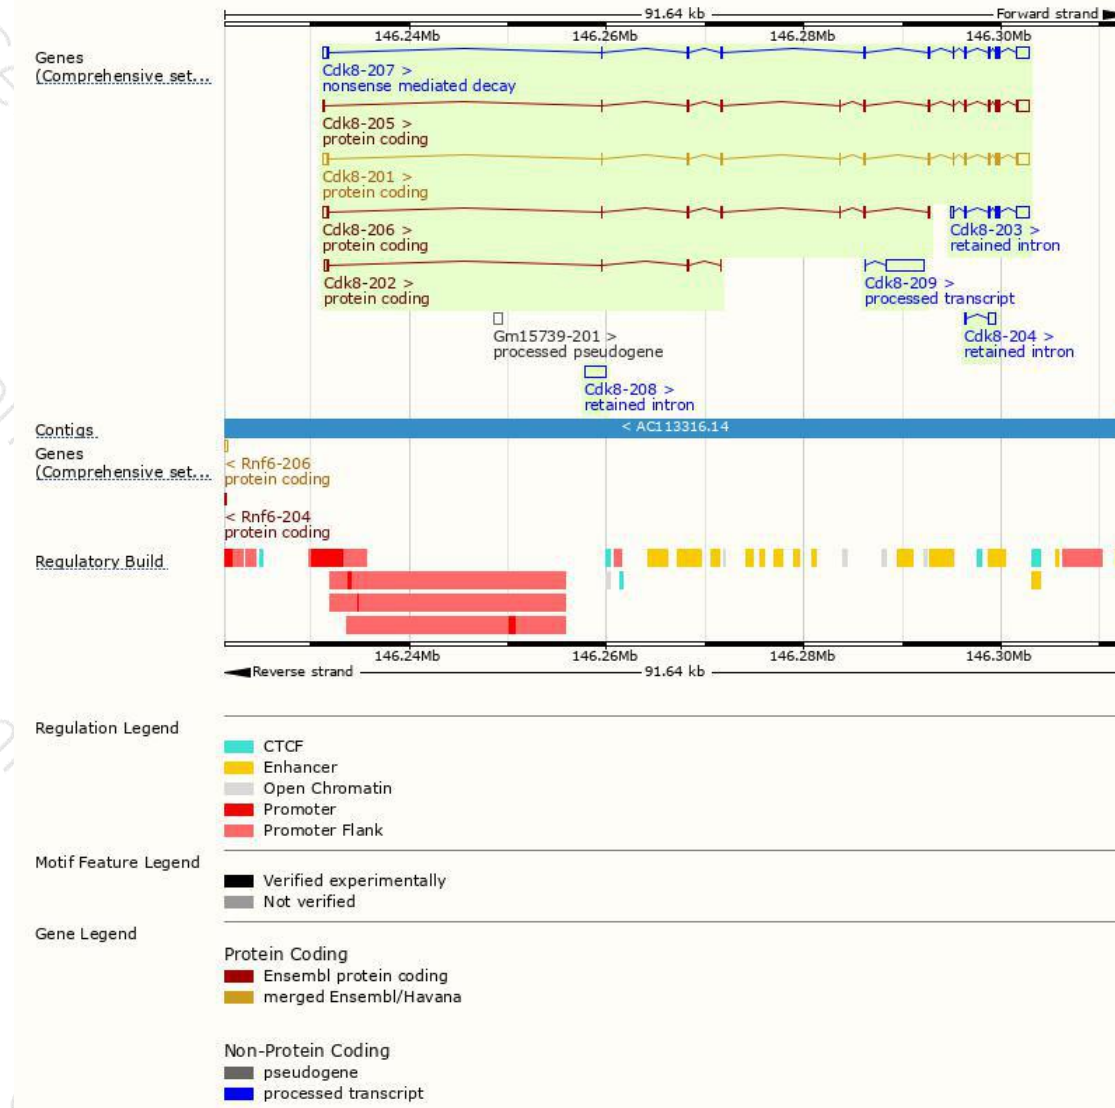 91.64 kb
Forward strand
146.24Mb 146.26Mb 146.28Mb 146.30Mb
Genes
(Comprehensive set...
Cdk8-207 >
nonsense mediated decay
Cdk8-205 >
protein coding
Cdk8-201 >
protein coding
Cdk8-206 >
protein coding
Cdk8-203 >
retained intron
Cdk8-202 >
protein coding
Cdk8-209 >
processed transcript
Gm15739-201 >
processed pseudogene
Cdk8-204 >
retained intron
Cdk8-208 >
retained intron
Contigs
< AC113316.14
Genes
(Comprehensive set...
< Rnf6-206
protein coding
< Rnf6-204
protein coding
Regulatory Build
146.24Mb 146.26Mb 146.28Mb 146.30Mb
Reverse strand
91.64 kb
Regulation Legend
CTCF
Enhancer
Open Chromatin
Promoter
Promoter Flank
Motif Feature Legend
Verified experimentally
Not verified
Gene Legend
Protein Coding
Ensembl protein coding
merged Ensembl/Havana
Non-Protein Coding
pseudogene
processed transcript